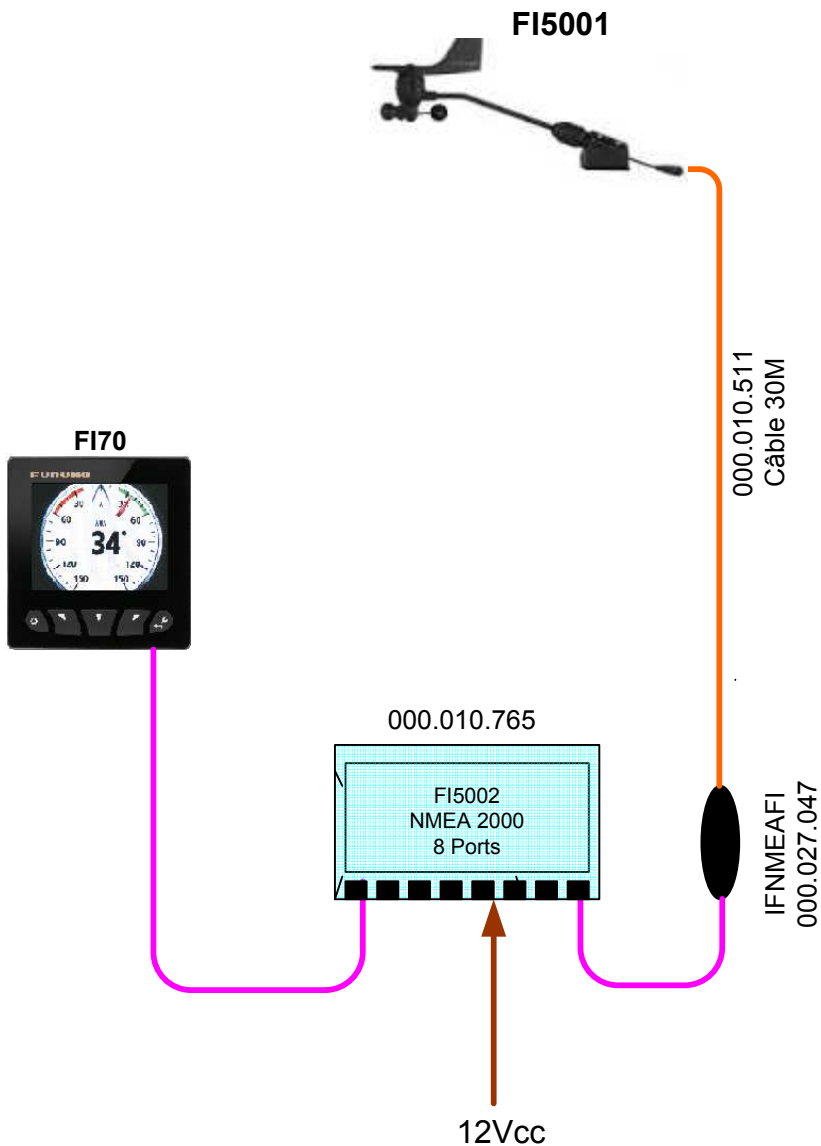 FI5001
000.010.511
Câble 30M
FI70
FURUNO
30
30
60
60
AWA
34°
90
90
120
120
150
150
000.010.765
FI5002
NMEA 2000
8 Ports
IFNMEAFI
000.027.047
12Vcc